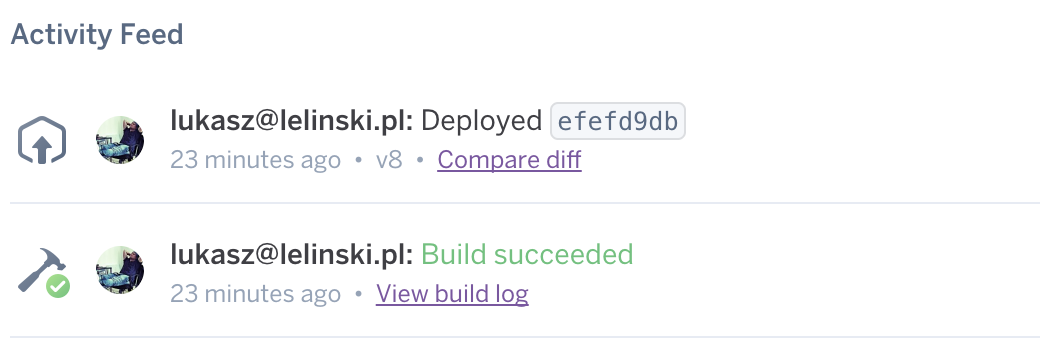 Activity Feed
lukasz@lelinski.pl: Deployed efefd9db
23 minutes ago • v8 • Compare diff
lukasz@lelinski.pl: Build succeeded
23 minutes ago • View build log